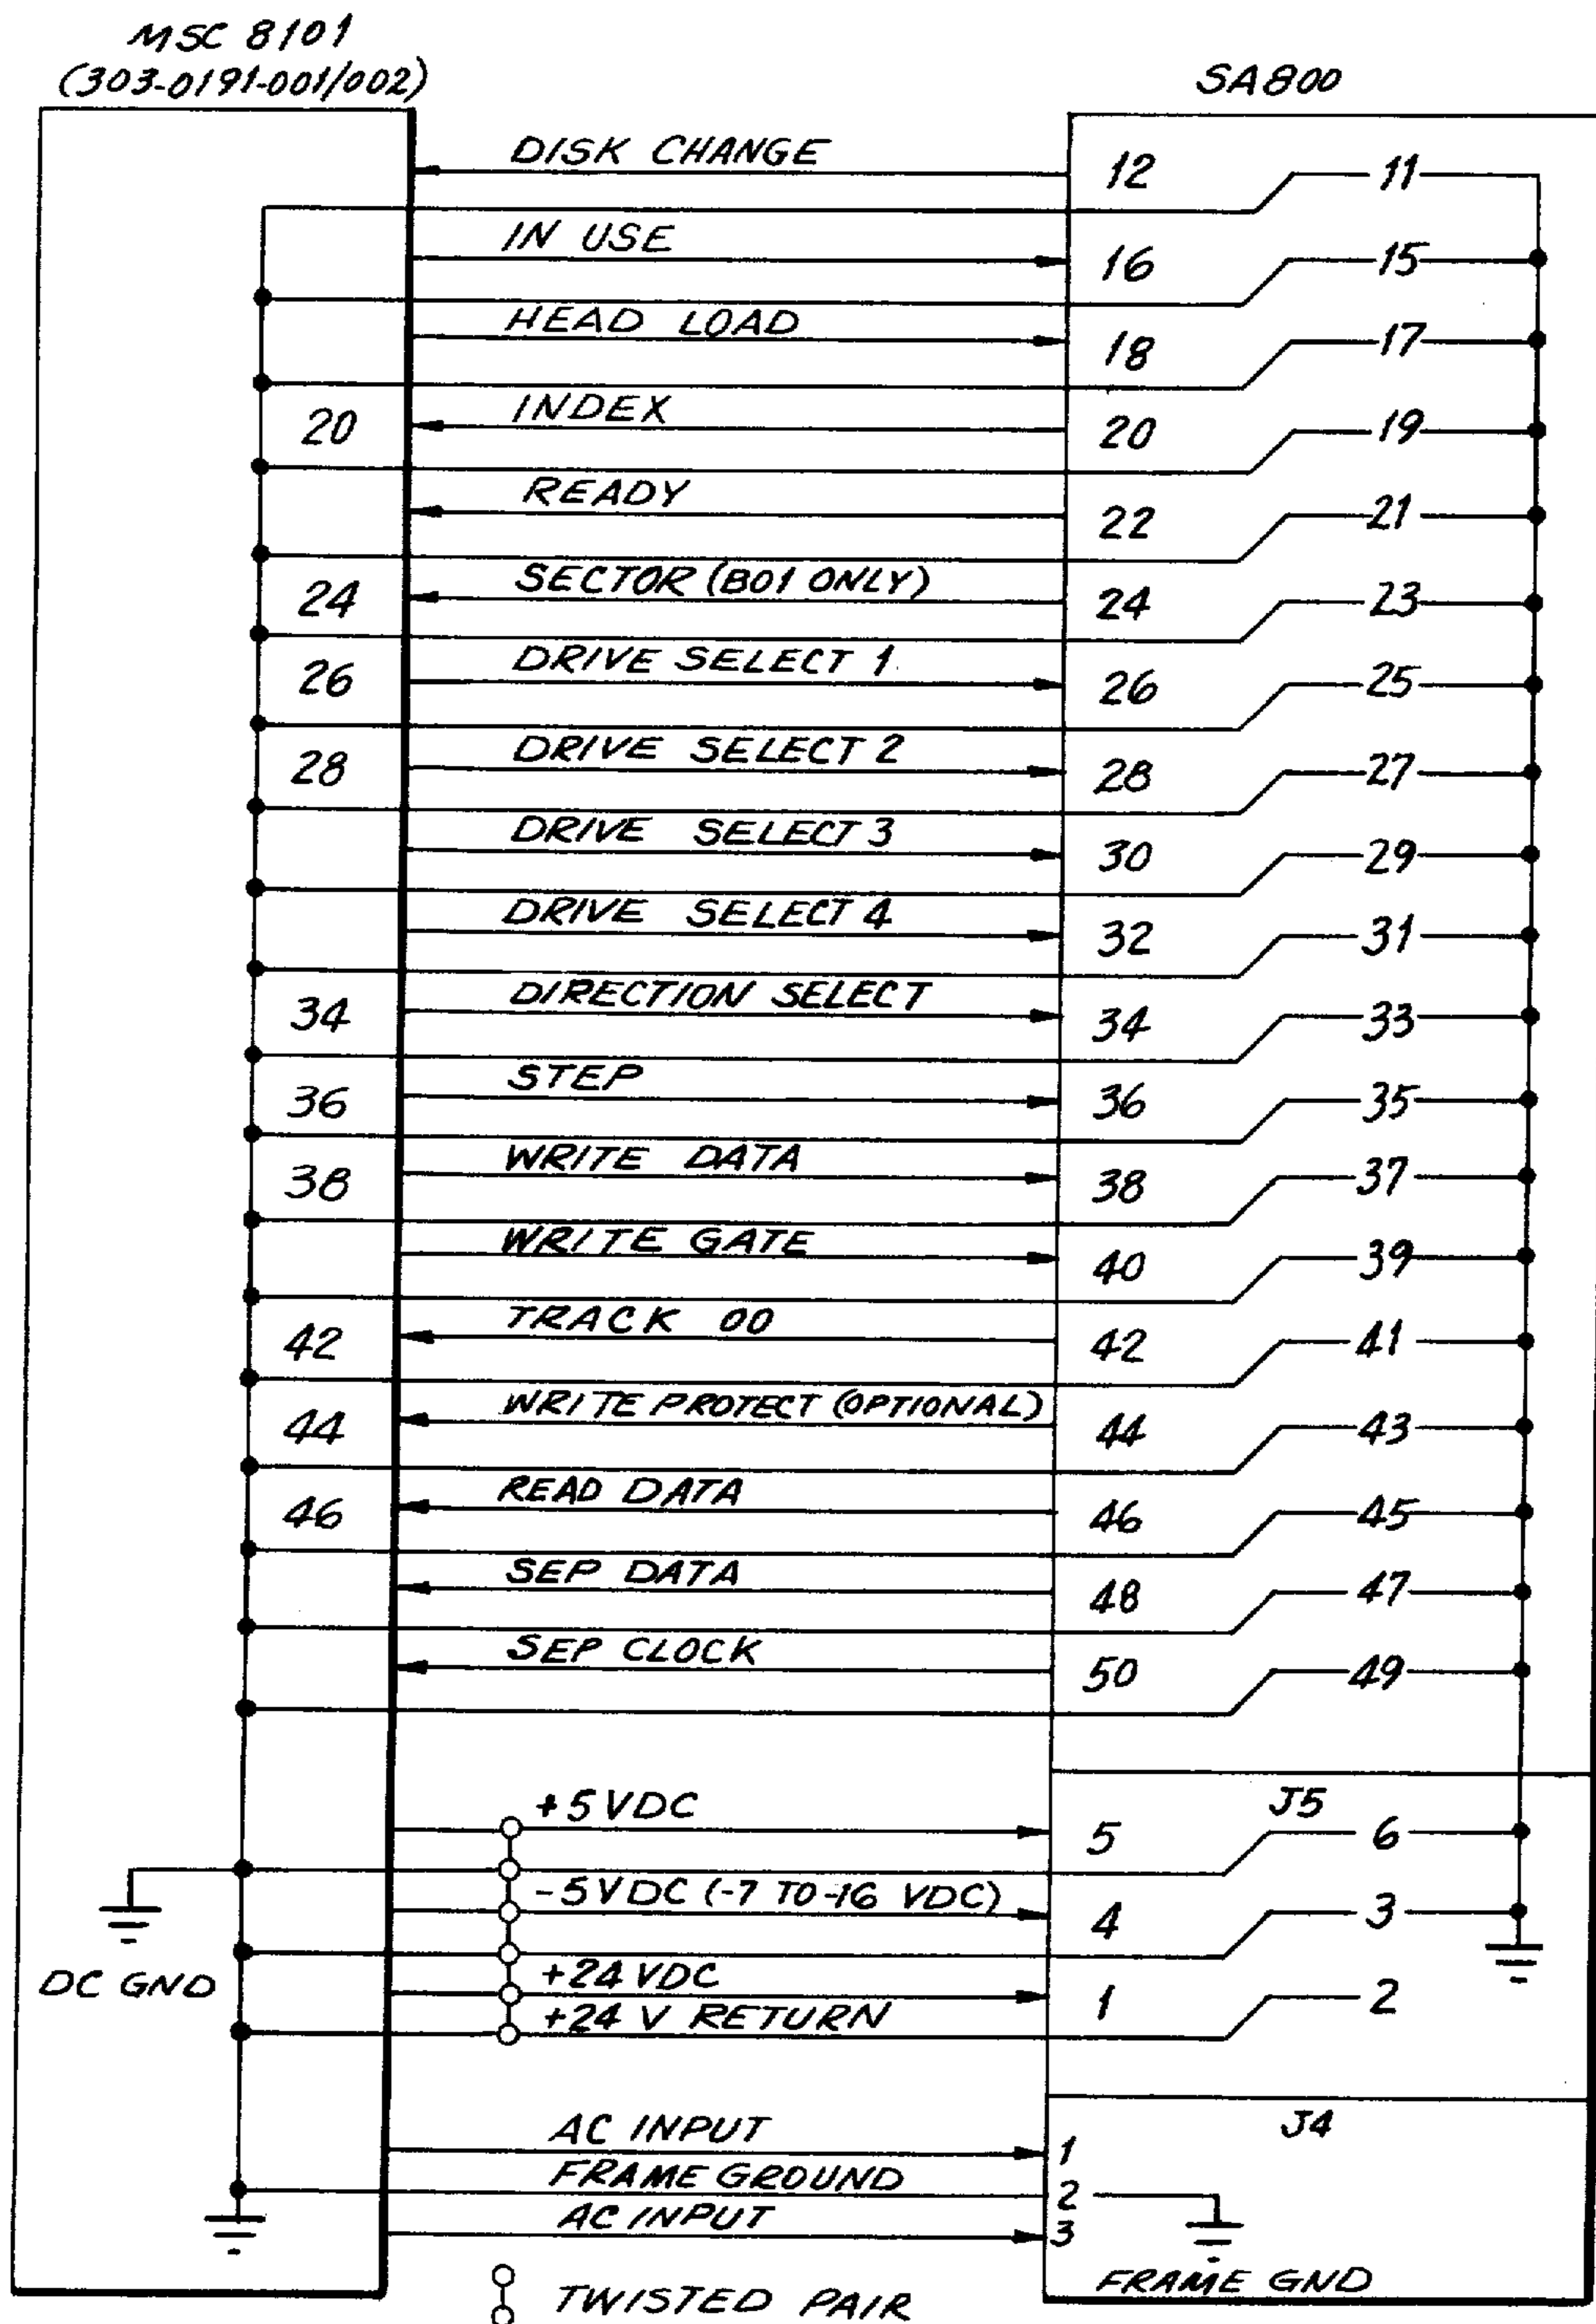 MSC 8101
(303-0191-001/002)
SA800
DISK CHANGE
12
11
IN USE
16
15
HEAD LOAD
18
17
20
INDEX
20
19
READY
22
21
24
SECTOR (801 ONLY)
24
23
26
DRIVE SELECT 1
26
25
28
DRIVE SELECT 2
28
27
DRIVE SELECT 3
30
29
DRIVE SELECT 4
32
31
34
DIRECTION SELECT
34
33
36
STEP
36
35
38
WRITE DATA
38
37
WRITE GATE
40
39
42
TRACK 00
42
41
44
WRITE PROTECT (OPTIONAL)
44
43
46
READ DATA
46
45
SEP DATA
48
47
SEP CLOCK
50
49
J5
+5 VDC
5
6
-5 VDC (-7 TO -16 VDC)
4
3
DC GND
+24 VDC
1
2
+24 V RETURN
J4
AC INPUT
1
FRAME GROUND
2
AC INPUT
3
FRAME GND
TWISTED PAIR